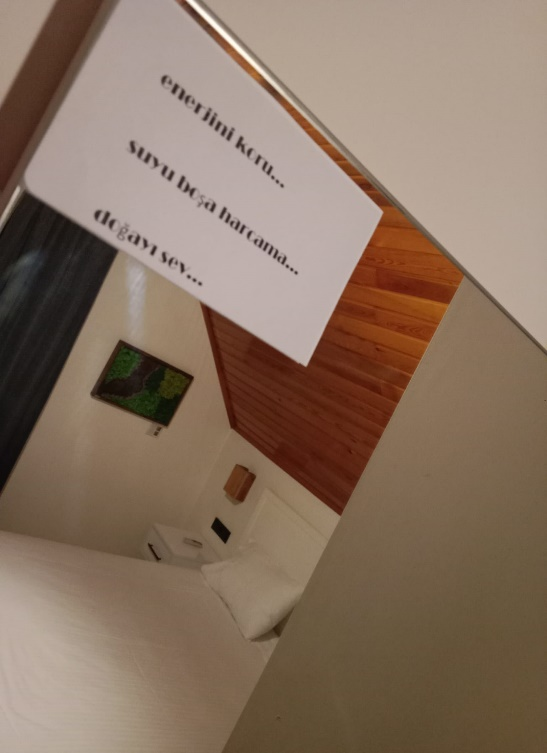 enerjini koru...
suyu boşa harcama...
doğayı sev...